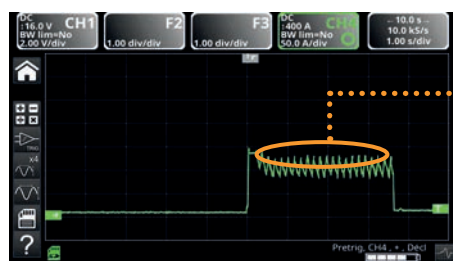 DC
:16.0 V CH1
BW lim=No
2.00 V/div
F2
1.00 div/div
F3
1.00 div/div
DC
:400 A CH4
BW lim=No
50.0 A/div
10.0 s
10.0 kS/s
1.00 s/div
TRIG
x4
?
T
Pretrig, CH4 , + , Décl